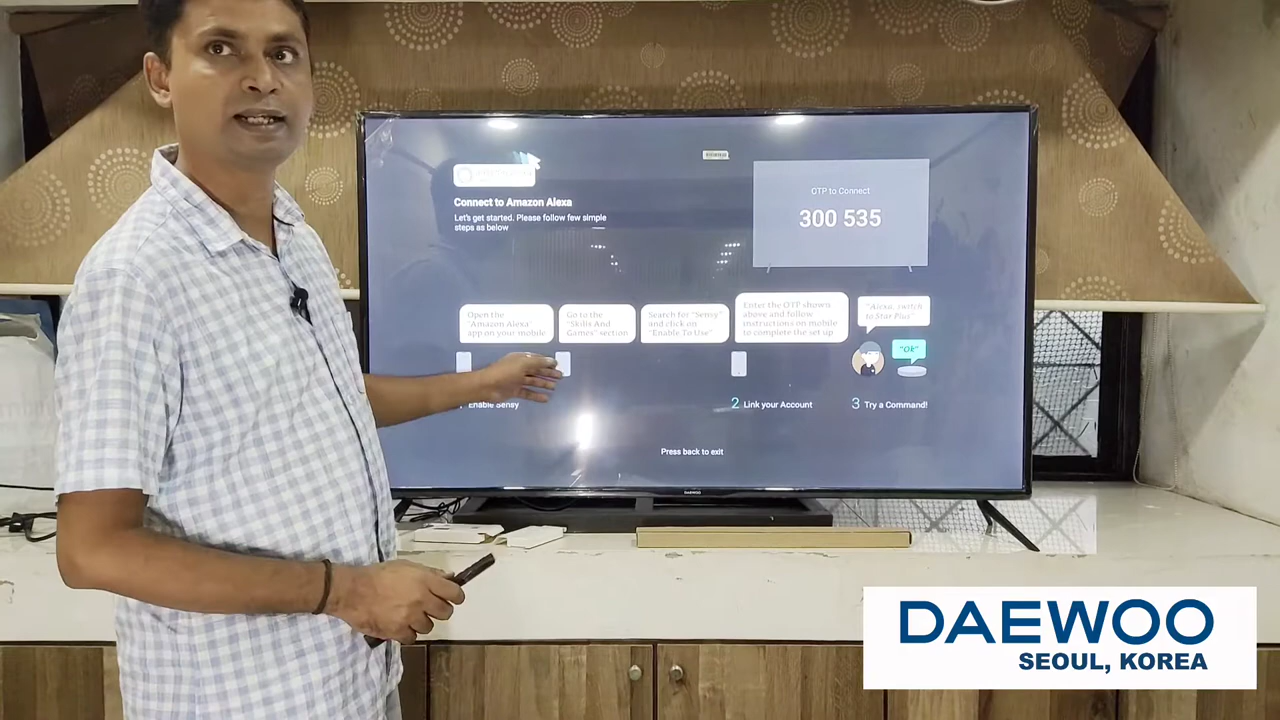 Connect to Amazon Alexa
Let's get started. Please follow few simple
steps as below
OTP to Connect
300 535
Open the
"Amazon Alexa"
app on your mobile
Go to the
"Skills And
Games" section
Search for "Sensy"
and click on
"Enable To Use"
Enter the OTP shown
above and follow
instructions on mobile
to complete the set up
"Alexa, switch
to Star Plus"
"Ok"
Enable Sensy
2 Link your Account
3 Try a Command!
Press back to exit
DAEWOO
DAEWOO
SEOUL, KOREA